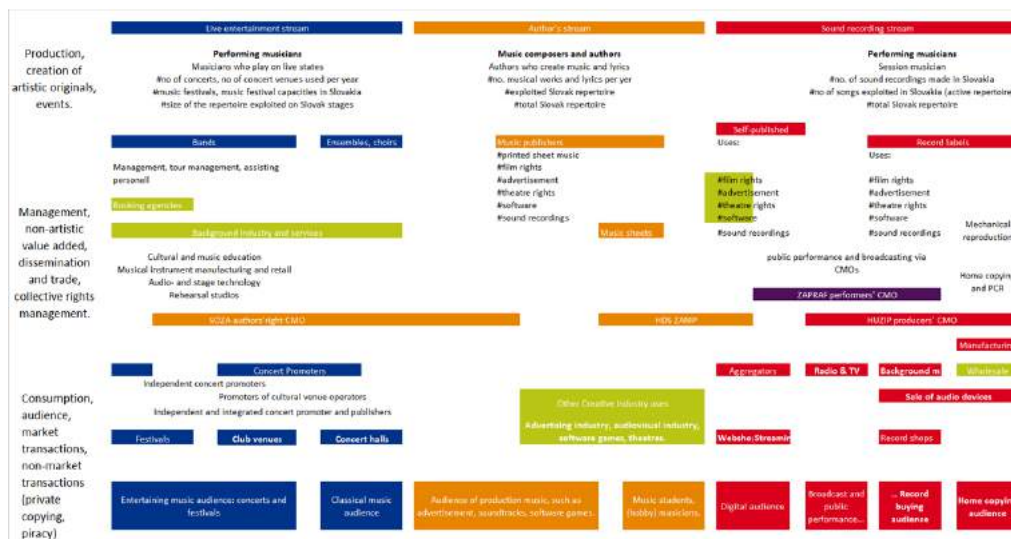 Live entertainment stream
Author's stream
Sound recording stream
Production,
creation of
artistic originals,
events.
Performing musicians
Musicians who play on live states
#no of concerts, no of concert venues used per year
#music festivals, music festival capacities in Slovakia
#size of the repertoire exploited on Slovak stages
Music composers and authors
Authors who create music and lyrics
#no. musical works and lyrics per yer
#exploited Slovak repertoire
#total Slovak repertoire
Performing musicians
Session musician
#no. of sound recordings made in Slovakia
#no of songs exploited in Slovakia (active repertoire
#total Slovak repertoire
Management,
non-artistic
value added,
dissemination
and trade,
collective rights
management.
Bands
Ensembles, choirs
Management, tour management, assisting
personell
Booking agencies
Background industry and services
Cultural and music education
Musical instrument manufacturing and retail
Audio- and stage technology
Rehearsal studios
Music publishers
#printed sheet music
#film rights
#advertisement
#theatre rights
#software
#sound recordings
Music sheets
Self-published
Uses:
#film rights
#advertisement
#theatre rights
#software
#sound recordings
Record labels
Uses:
#film rights
#advertisement
#theatre rights
#software
#sound recordings
Mechanical
reproduction
public performance and broadcasting via
CMOs
Home copying
and PCR
ZAPRAF performers' CMO
SOZA authors'right CMO
HDS ZAMP
HUZIP producers' CMO
Consumption,
audience,
market
transactions,
non-market
transactions
(private
copying,
piracy)
Concert Promoters
Independent concert promoters
Promoters of cultural venue operators
Independent and integrated concert promoter and publishers
Festivals
Club venues
Concert halls
Other Creative Industry uses
Advertising industry, audiovisual industry,
software games, theatres.
Manufacturin
Aggregators
Radio & TV
Background m
Wholesale
Sale of audio devices
Websho:Streamin
Record shops
Entertaining music audience: concerts and
festivals
Classical music
audience
Audience of production music, such as
advertisement, soundtracks, software games.
Music students,
(hobby) musicians.
Digital audience
Broadcast and
public
performance...
... Record
buying
audience
Home copying
audience